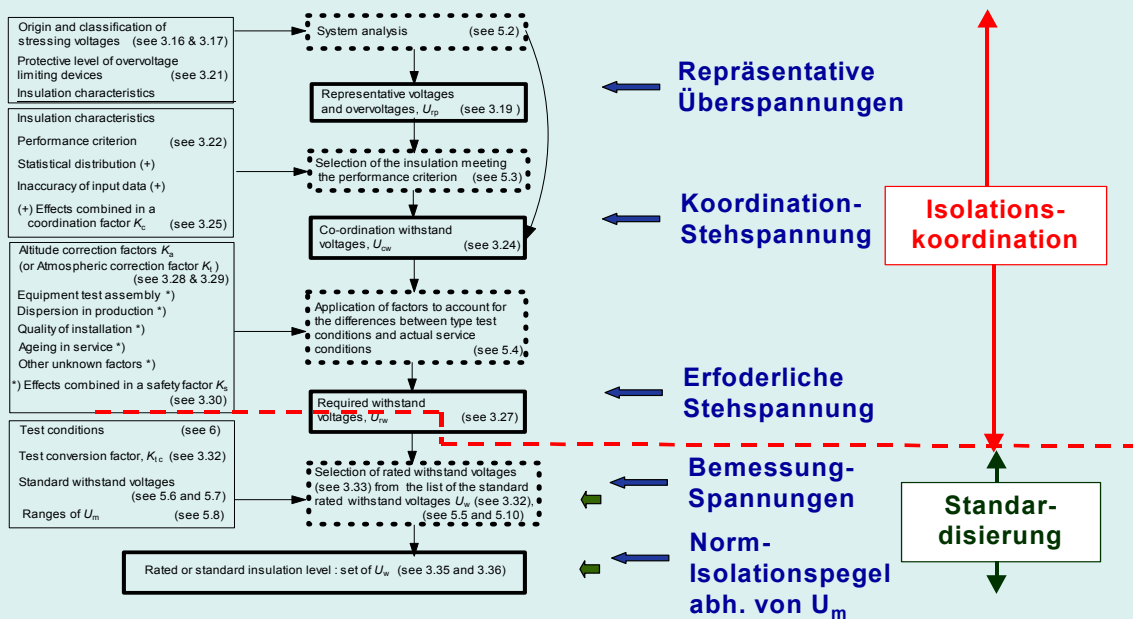 Origin and classification of
stressing voltages (see 3.16 & 3.17)
Protective level of overvoltage
limiting devices (see 3.21)
Insulation characteristics
Insulation characteristics
Performance criterion (see 3.22)
Statistical distribution (+)
Inaccuracy of input data (+)
(+) Effects combined in a
coordination factor Kc (see 3.25)
Altitude correction factors Ka
(or Atmospheric correction factor Kt )
(see 3.28 & 3.29)
Equipment test assembly *)
Dispersion in production *)
Quality of installation *)
Ageing in service *)
Other unknown factors *)
*) Effects combined in a safety factor Ks
(see 3.30)
Test conditions (see 6)
Test conversion factor, Kt c (see 3.32)
Standard withstand voltages
(see 5.6 and 5.7)
Ranges of Um (see 5.8)
System analysis (see 5.2)
Representative voltages
and overvoltages, Urp (see 3.19 )
Selection of the insulation meeting
the performance criterion (see 5.3)
Co-ordination withstand
voltages, Ucw (see 3.24)
Application of factors to account for
the differences between type test
conditions and actual service
conditions (see 5.4)
Required withstand
voltages, Urw (see 3.27)
Selection of rated withstand voltages
(see 3.33) from the list of the standard
rated withstand voltages Uw (see 3.32),
(see 5.5 and 5.10)
Rated or standard insulation level : set of Uw (see 3.35 and 3.36)
Repräsentative
Überspannungen
Koordination-
Stehspannung
Erfoderliche
Stehspannung
Bemessung-
Spannungen
Norm-
Isolationspegel
abh. von Um
Isolations-
koordination
Standar-
disierung